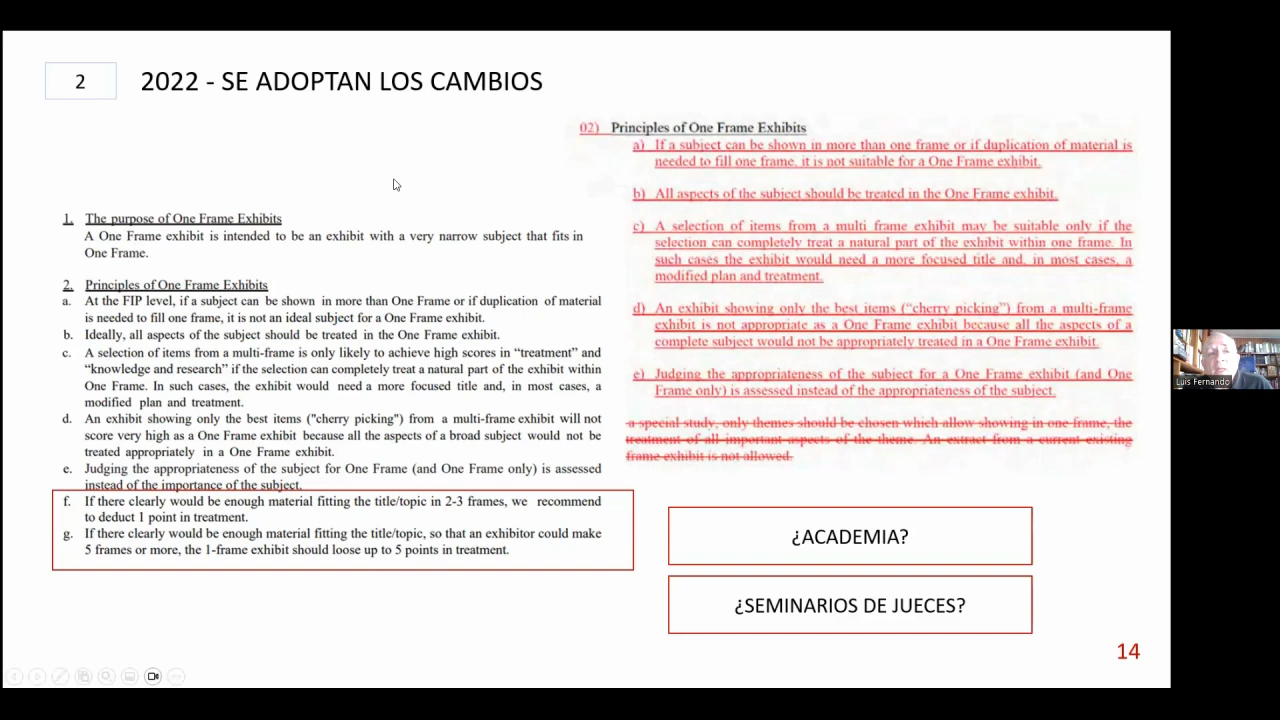 2
2022 - SE ADOPTAN LOS CAMBIOS
1. The purpose of One Frame Exhibits
A One Frame exhibit is intended to be an exhibit with a very narrow subject that fits in
One Frame.
2. Principles of One Frame Exhibits
a. At the FIP level, if a subject can be shown in more than One Frame or if duplication of material
is needed to fill one frame, it is not an ideal subject for a One Frame exhibit.
b. Ideally, all aspects of the subject should be treated in the One Frame exhibit.
c. A selection of items from a multi-frame is only likely to achieve high scores in “treatment” and
“knowledge and research” if the selection can completely treat a natural part of the exhibit within
One Frame. In such cases, the exhibit would need a more focused title and, in most cases, a
modified plan and treatment.
d. An exhibit showing only the best items ("cherry picking") from a multi-frame exhibit will not
score very high as a One Frame exhibit because all the aspects of a broad subject would not be
treated appropriately in a One Frame exhibit.
e. Judging the appropriateness of the subject for One Frame (and One Frame only) is assessed
instead of the importance of the subject.
f. If there clearly would be enough material fitting the title/topic in 2-3 frames, we recommend
to deduct 1 point in treatment.
g. If there clearly would be enough material fitting the title/topic, so that an exhibitor could make
5 frames or more, the 1-frame exhibit should loose up to 5 points in treatment.
02) Principles of One Frame Exhibits
a) If a subject can be shown in more than one frame or if duplication of material is
needed to fill one frame, it is not suitable for a One Frame exhibit.
b) All aspects of the subject should be treated in the One Frame exhibit.
c) A selection of items from a multi frame exhibit may be suitable only if the
selection can completely treat a natural part of the exhibit within one frame. In
such cases the exhibit would need a more focused title and, in most cases, a
modified plan and treatment.
d) An exhibit showing only the best items (“cherry picking”) from a multi-frame
exhibit is not appropriate as a One Frame exhibit because all the aspects of a
complete subject would not be appropriately treated in a One Frame exhibit.
e) Judging the appropriateness of the subject for a One Frame exhibit (and One
Frame only) is assessed instead of the appropriateness of the subject.
a special study, only themes should be chosen which allow showing in one frame, the
treatment of all important aspects of the theme. An extract from a current existing
frame exhibit is not allowed.
¿ACADEMIA?
¿SEMINARIOS DE JUECES?
14
Luis Fernando